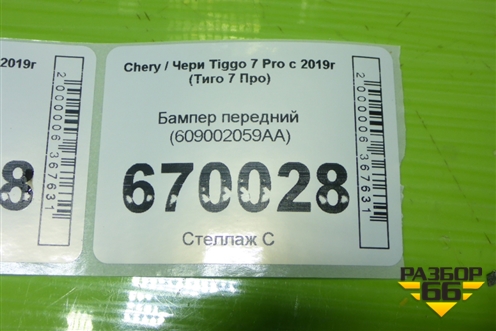 2019г
8
2000006367631
Chery / Чери Tiggo 7 Pro с 2019г
(Тиго 7 Про)
Бампер передний
(609002059АА)
670028
Стеллаж С
2000006367631
РАЗБОР
66